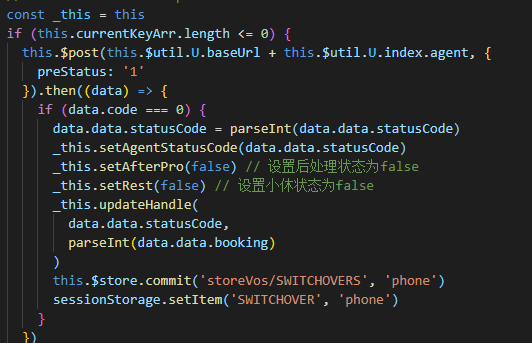 const _this = this
if (this.currentKeyArr.length <= 0) {
this.$post(this.$util.U.baseUrl + this.$util.U.index.agent, {
preStatus: '1'
}).then((data) => {
if (data.code === 0) {
data.data.statusCode = parseInt(data.data.statusCode)
_this.setAgentStatusCode(data.data.statusCode)
_this.setAfterPro(false) // 设置后处理状态为false
_this.setRest(false) // 设置小休状态为false
_this.updateHandle(
data.data.statusCode,
parseInt(data.data.booking)
)
this.$store.commit('storeVos/SWITCHOVERS', 'phone')
sessionStorage.setItem('SWITCHOVER', 'phone')
}
})